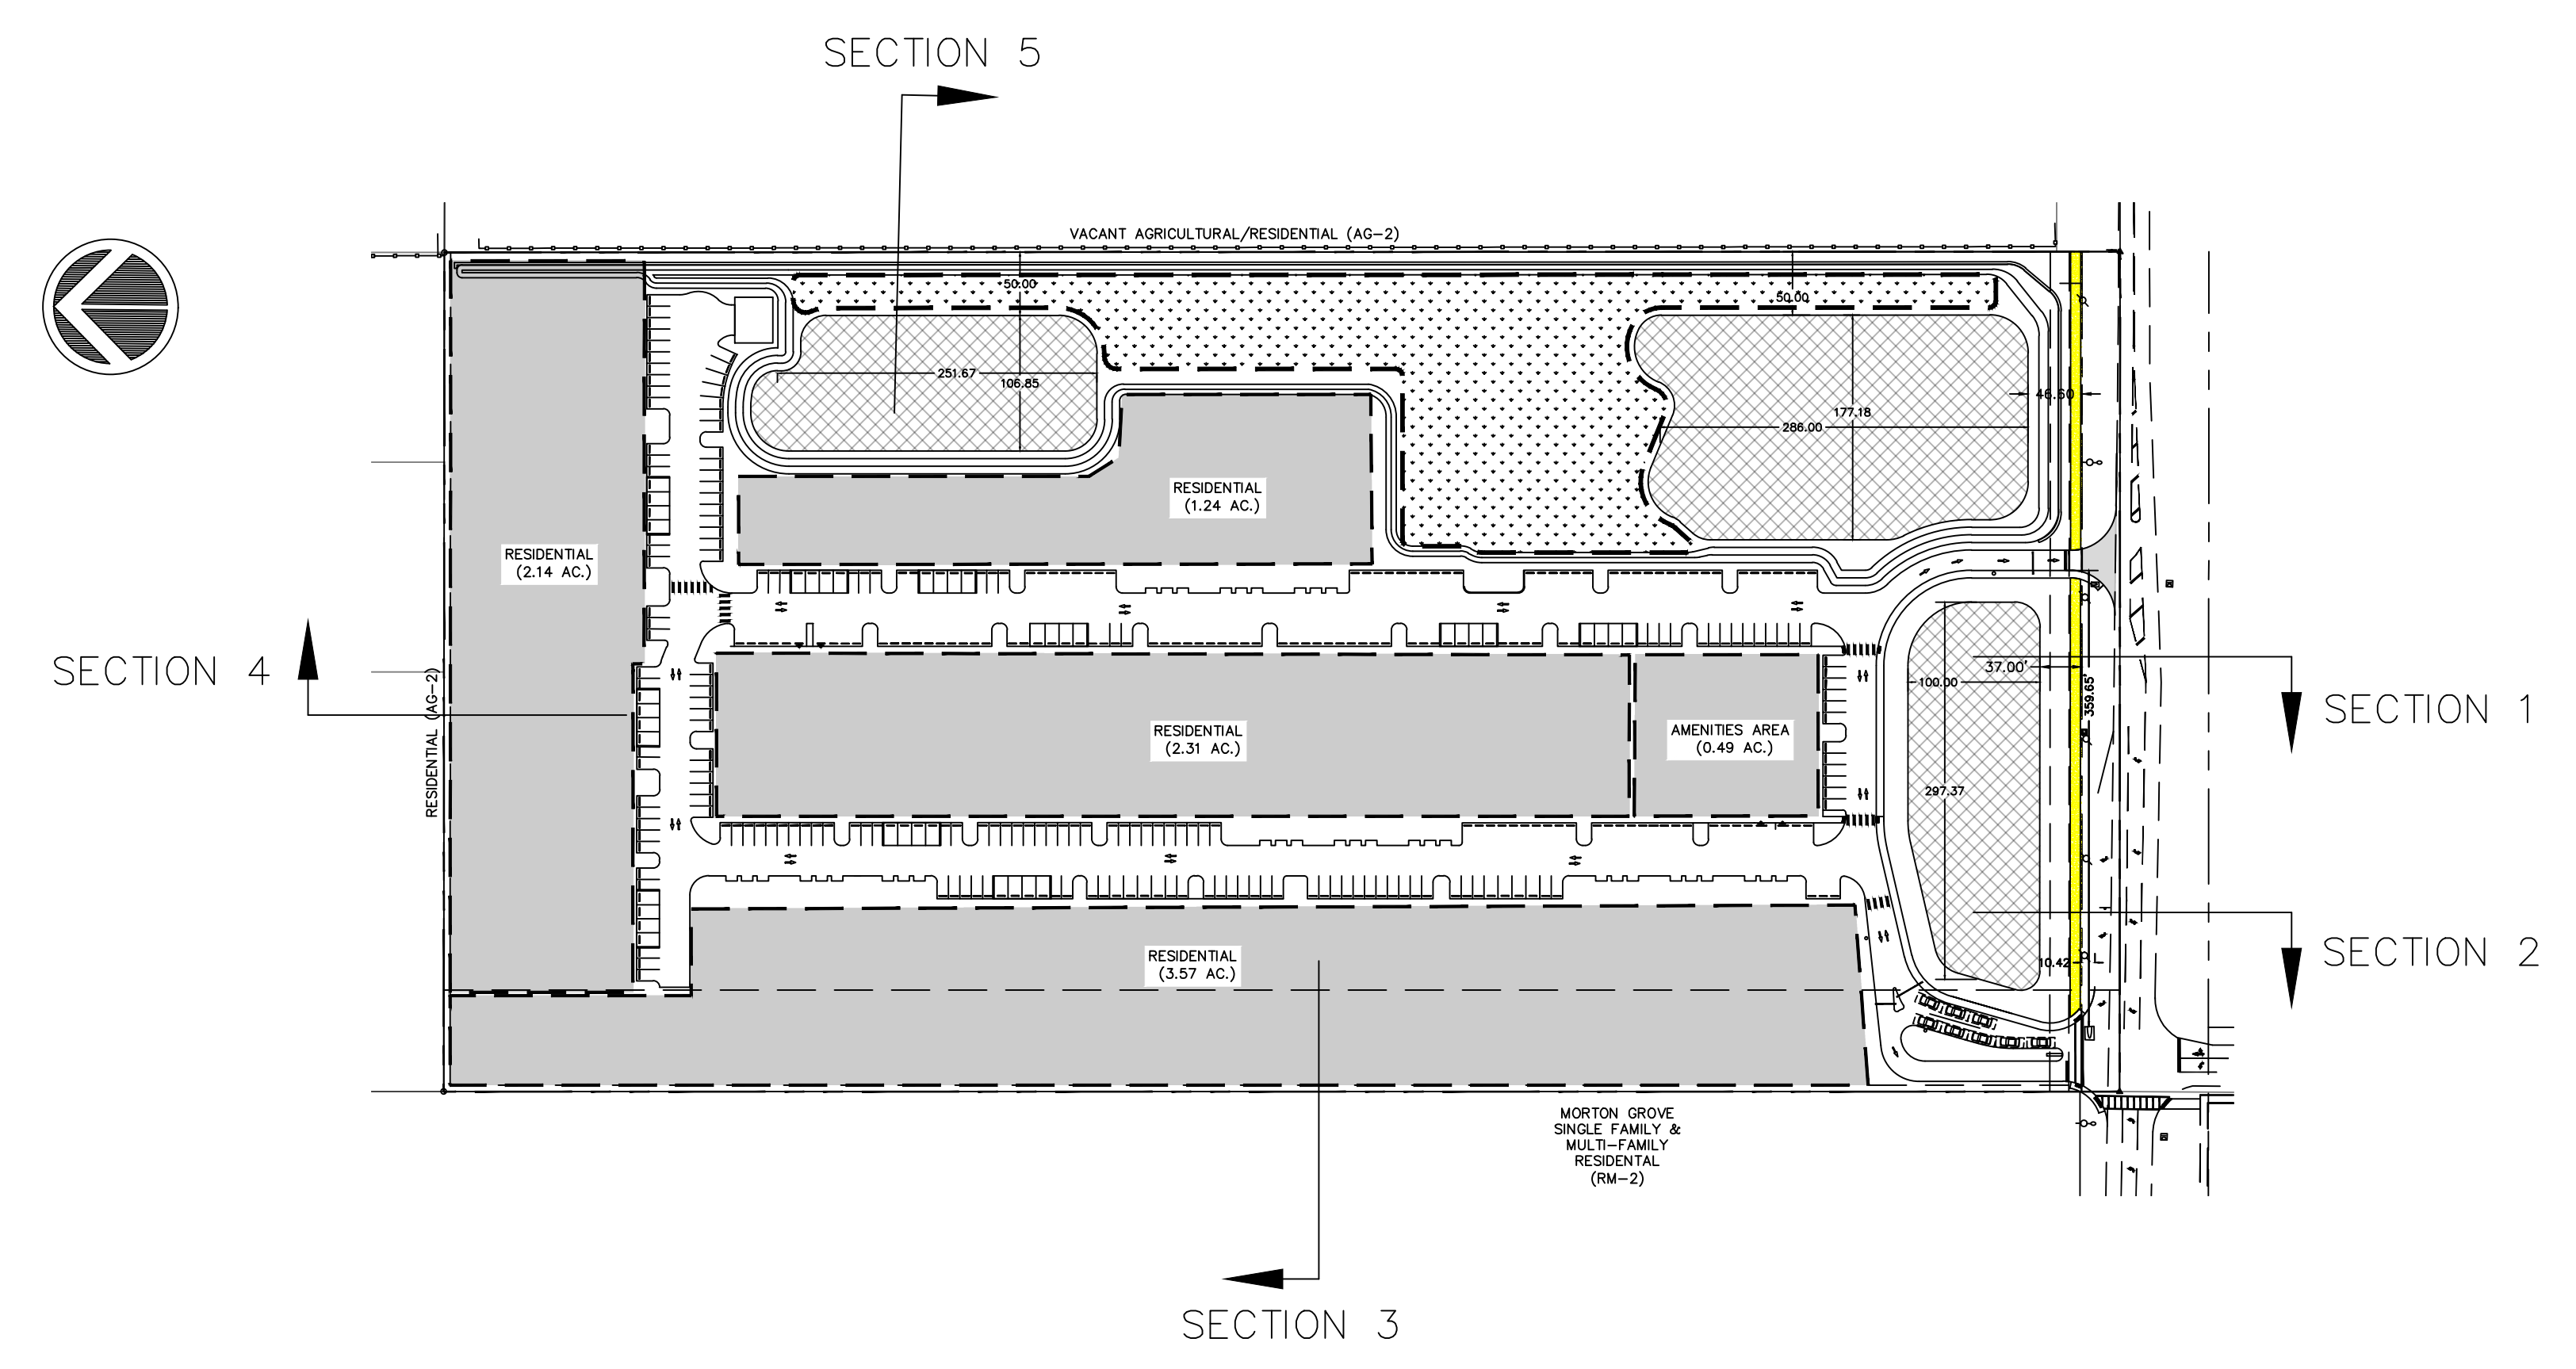 SECTION 5
VACANT AGRICULTURAL/RESIDENTIAL (AG-2)
50.00
50.00
251.67
106.85
46.60
177.18
286.00
RESIDENTIAL
(1.24 AC.)
RESIDENTIAL
(2.14 AC.)
SECTION 4
RESIDENTIAL (AG-2)
37.00'
100.00
359.65'
SECTION 1
RESIDENTIAL
(2.31 AC.)
AMENITIES AREA
(0.49 AC.)
297.37
RESIDENTIAL
(3.57 AC.)
10.42
SECTION 2
MORTON GROVE
SINGLE FAMILY &
MULTI-FAMILY
RESIDENTAL
(RM-2)
SECTION 3